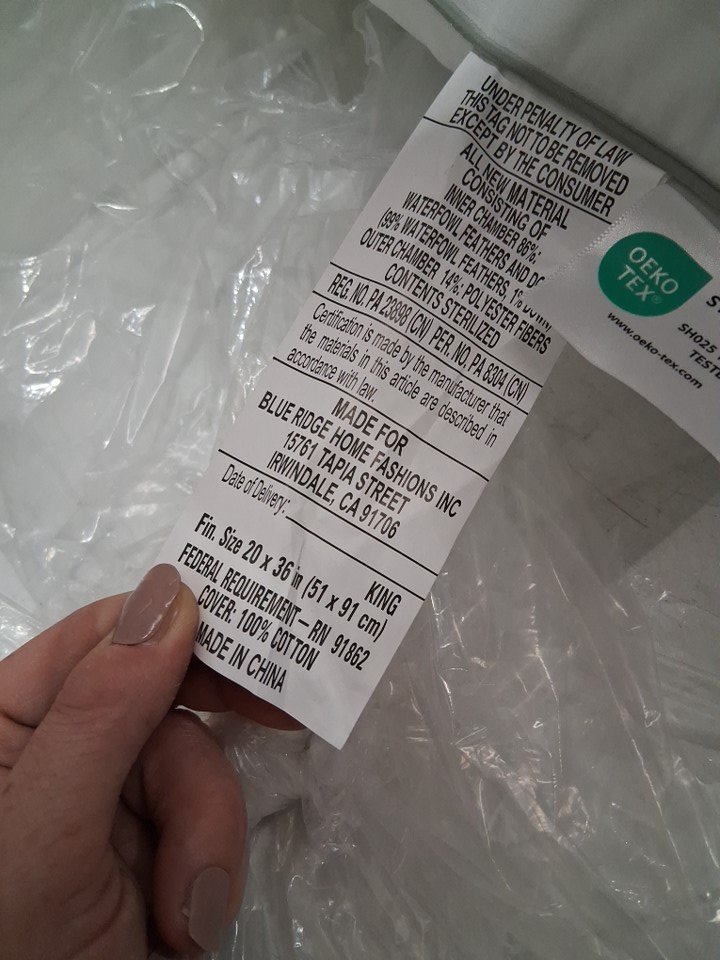 UNDER PENALTY OF LAW
THIS TAG NOT TO BE REMOVED
EXCEPT BY THE CONSUMER
ALL NEW MATERIAL
CONSISTING OF
INNER CHAMBER 86%:
WATERFOWL FEATHERS AND
(99% WATERFOWL FEATHERS, 1%
OUTER CHAMBER 14%: POLYESTER FIBERS
CONTENTS STERILIZED
REG. NO. PA 23898 (CN) PER. NO. PA 8304 (CN)
Certification is made by the manufacturer that
the materials in this article are described in
accordance with law.
MADE FOR
BLUE RIDGE HOME FASHIONS INC
15761 TAPIA STREET
IRWINDALE, CA 91706
Date of Delivery:
KING
Fin. Size 20 x 36 in (51 x 91 cm)
FEDERAL REQUIREMENT—RN 91862
COVER: 100% COTTON
MADE IN CHINA
OEKO
TEX®
SH025
www.oeko-tex.com